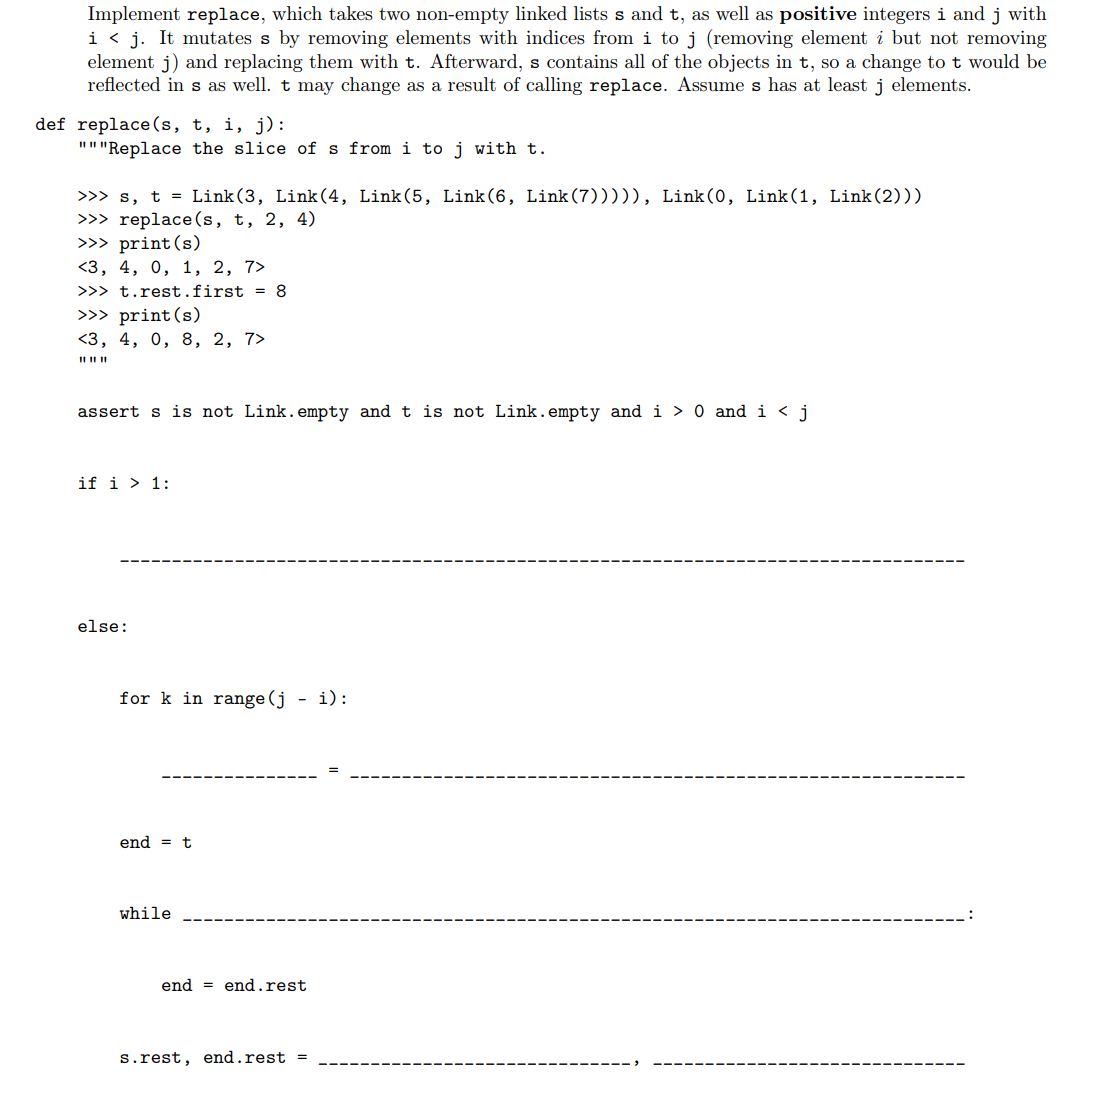 Implement replace, which takes two non-empty linked lists s and t, as well as positive integers i and j with
i < j. It mutates s by removing elements with indices from i to j (removing element i but not removing
element j) and replacing them with t. Afterward, s contains all of the objects in t, so a change to t would be
reflected in s as well. t may change as a result of calling replace. Assume s has at least j elements.
def replace(s, t, i, j):
"""Replace the slice of s from i to j with t.
>>> s, t = Link(3, Link(4, Link(5, Link(6, Link(7))))), Link(0, Link(1, Link(2)))
>>> replace(s, t, 2, 4)
>>> print(s)
<3, 4, 0, 1, 2, 7>
>>> t.rest.first = 8
>>> print(s)
<3, 4, 0, 8, 2, 7>
"""
assert s is not Link.empty and t is not Link.empty and i > 0 and i < j
if i > 1:
_________________________________________________________________________________
else:
for k in range(j - i):
_______________ = ___________________________________________________________
end = t
while ___________________________________________________________________________:
end = end.rest
s.rest, end.rest = ______________________________, ______________________________